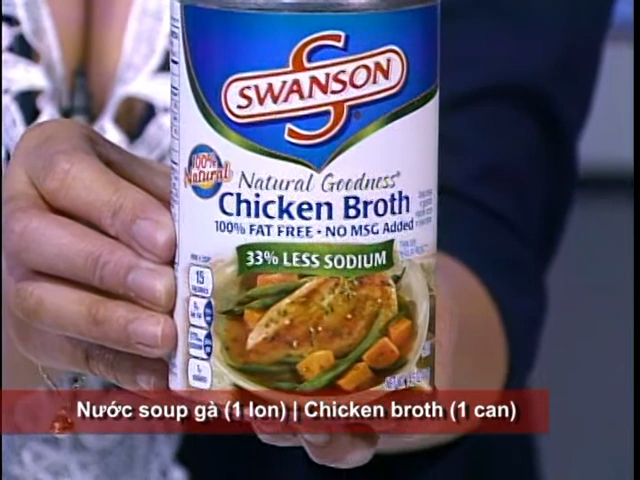 SWANSON
100% Natural
Natural Goodness
Chicken Broth
100% FAT FREE • NO MSG Added
33% LESS SODIUM
15
Nước soup gà (1 lon) | Chicken broth (1 can)